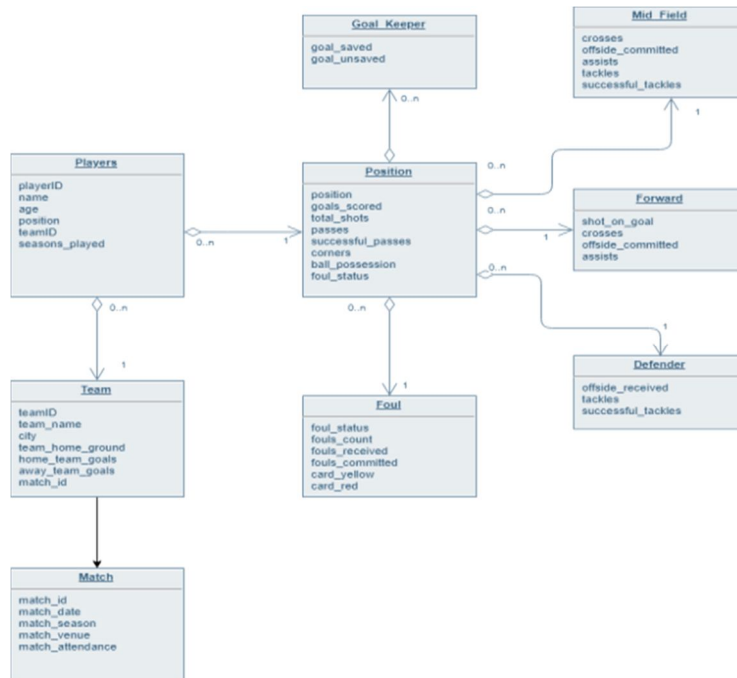 Goal_Keeper
goal_saved
goal_unsaved
0..n
Mid_Field
crosses
offside_committed
assists
tackles
successful_tackles
1
Players
playerID
name
age
position
teamID
seasons_played
0..n
1
Position
position
goals_scored
total_shots
passes
successful_passes
corners
ball_possession
foul_status
0..n
0..n
0..n
Forward
shot_on_goal
crosses
offside_committed
assists
1
0..n
1
Team
teamID
team_name
city
team_home_ground
home_team_goals
away_team_goals
match_id
0..n
1
Foul
foul_status
fouls_count
fouls_received
fouls_committed
card_yellow
card_red
1
Defender
offside_received
tackles
successful_tackles
Match
match_id
match_date
match_season
match_venue
match_attendance